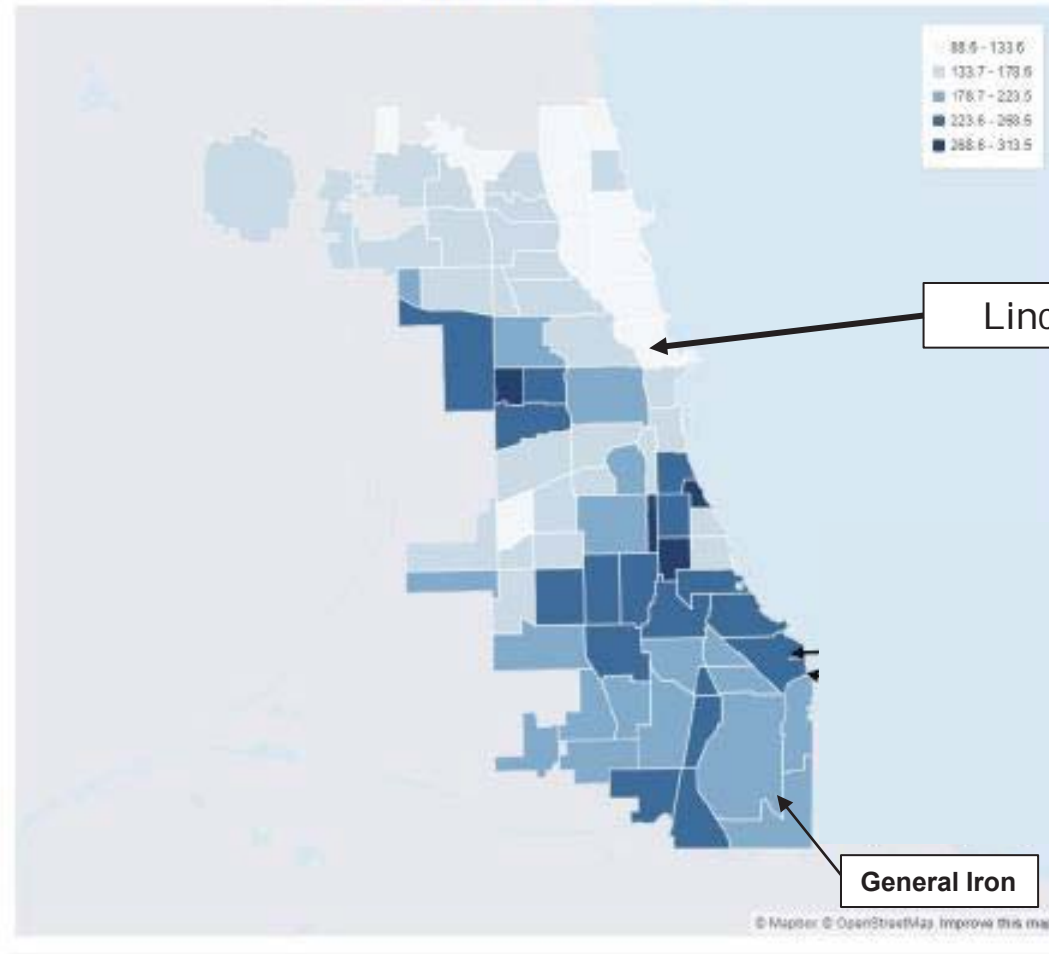 88.6 - 133.6
133.7 - 178.6
178.7 - 223.5
223.6 - 268.5
268.6 - 313.5
Linc
General Iron
© Mapbox © OpenStreetMap Improve this map